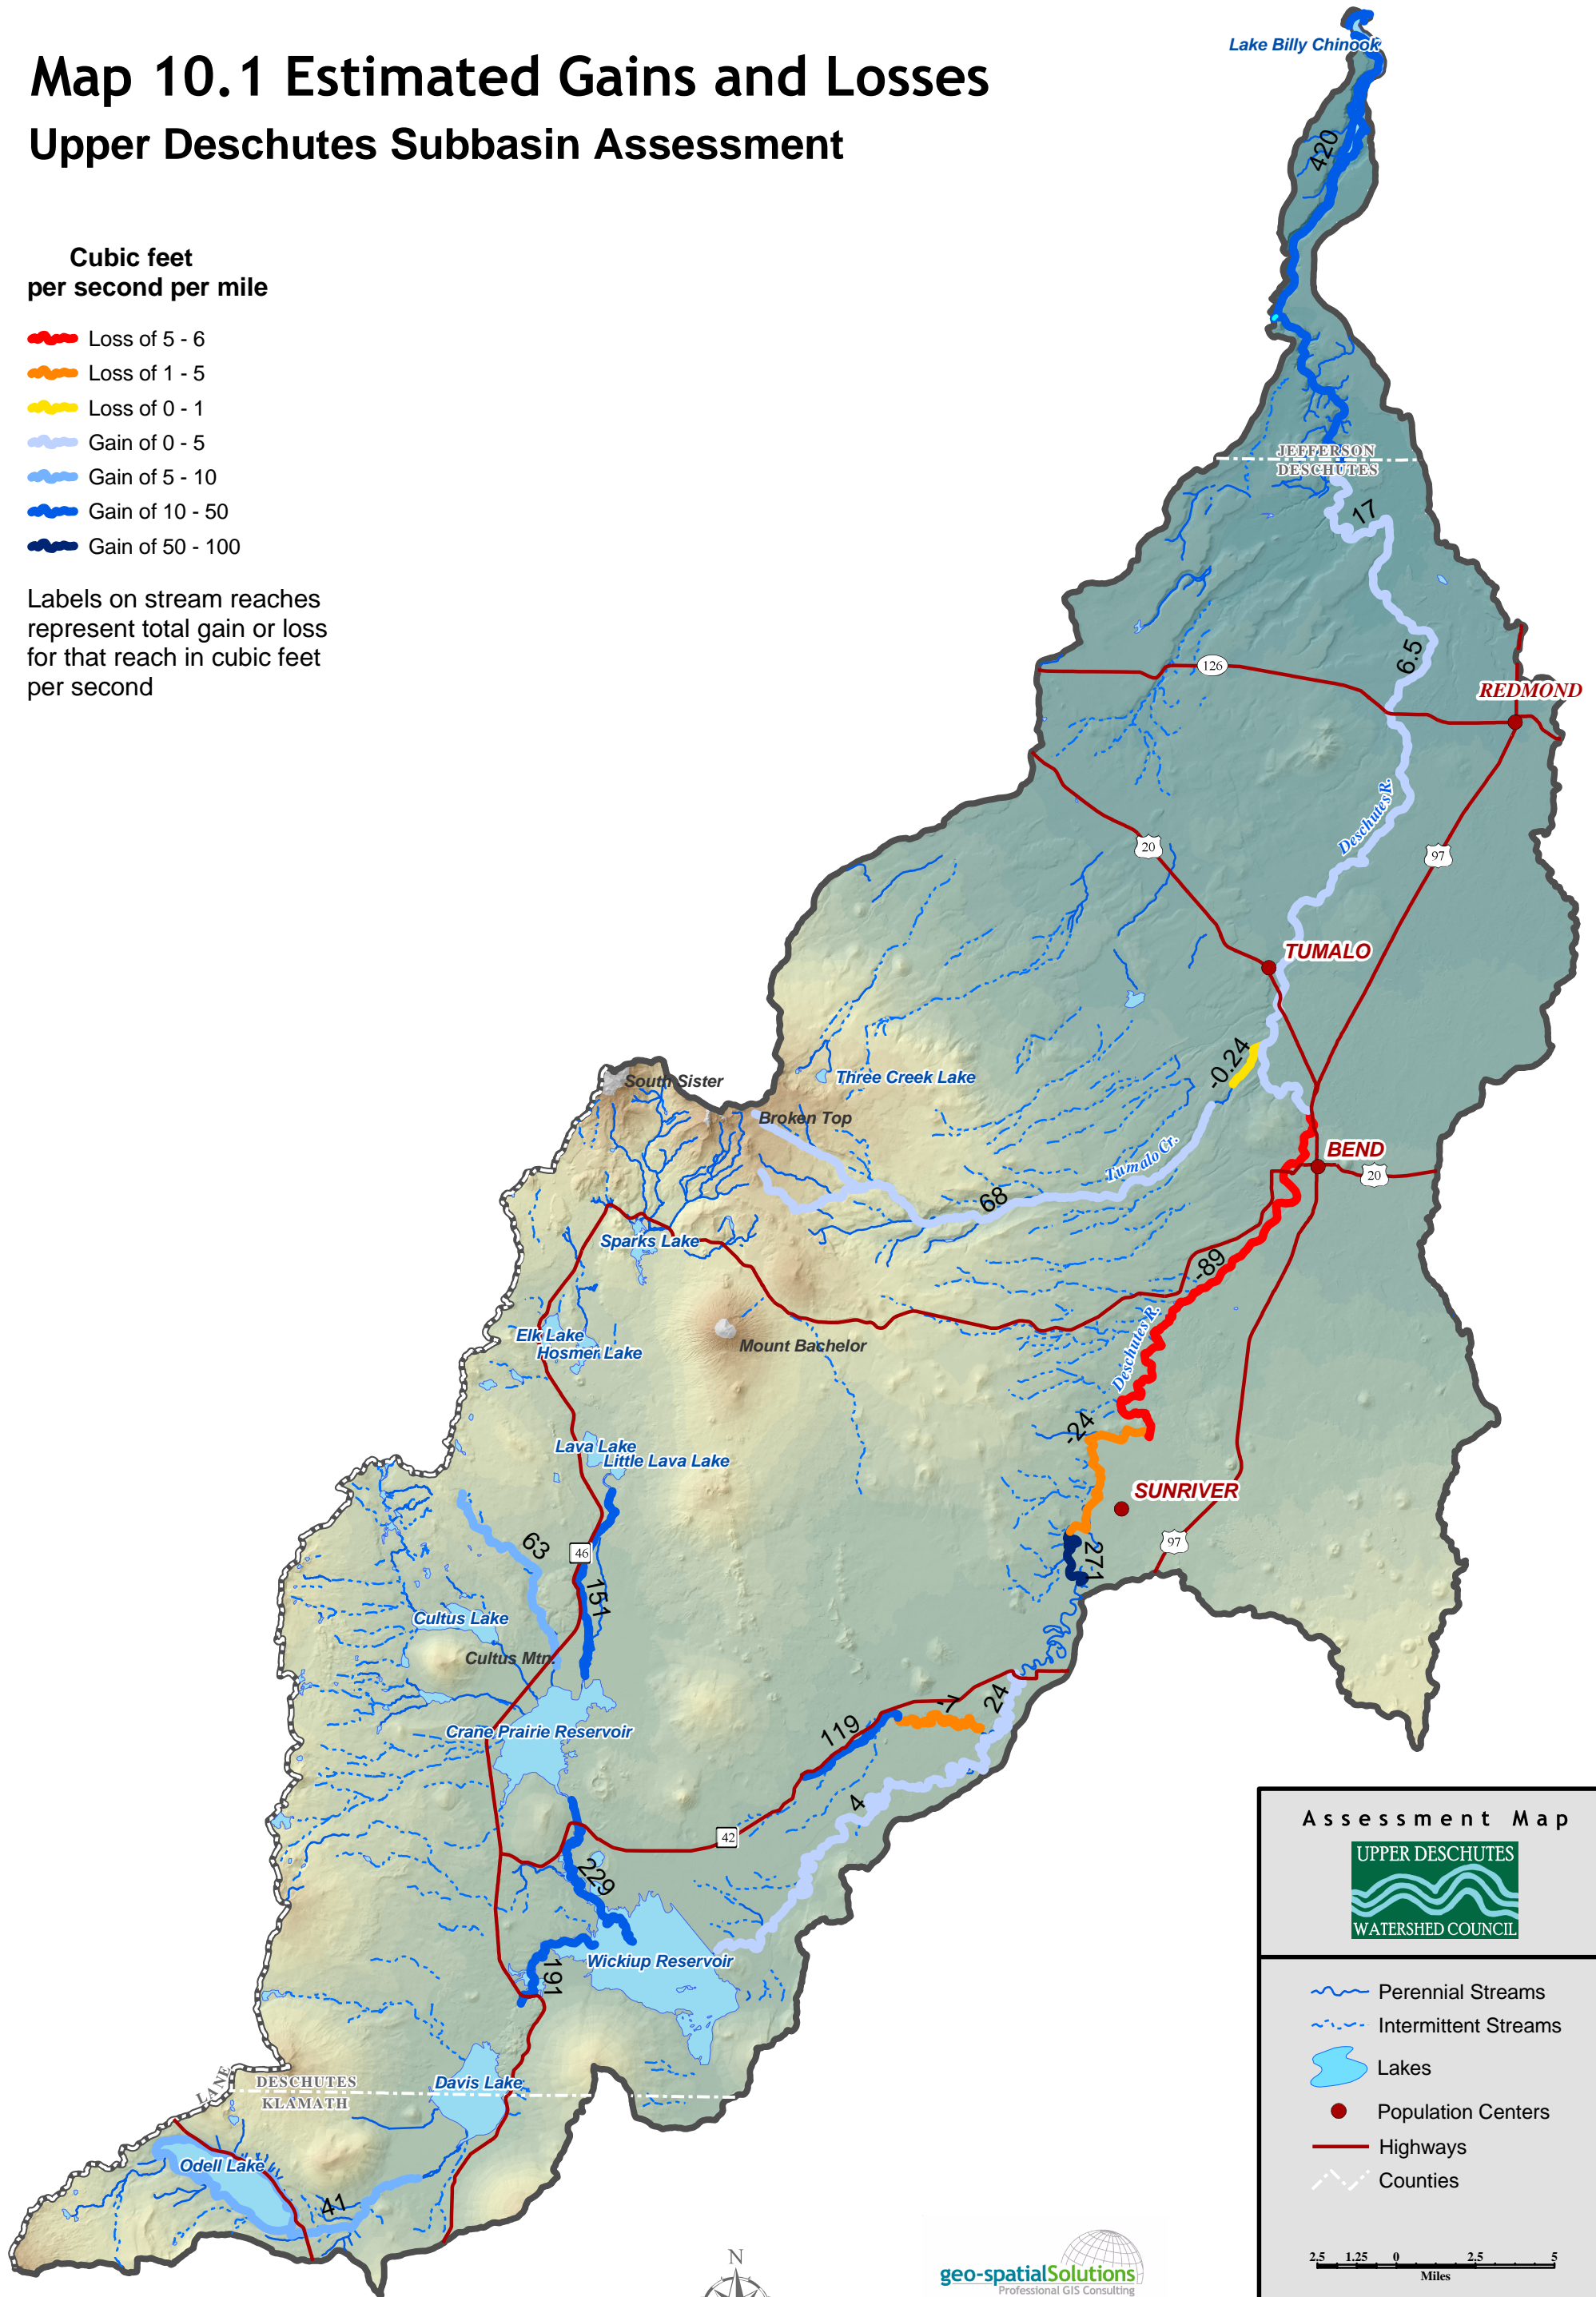 Map 10.1 Estimated Gains and Losses
Upper Deschutes Subbasin Assessment
Cubic feet
per second per mile
Loss of 5 - 6
Loss of 1 - 5
Loss of 0 - 1
Gain of 0 - 5
Gain of 5 - 10
Gain of 10 - 50
Gain of 50 - 100
Labels on stream reaches
represent total gain or loss
for that reach in cubic feet
per second
Lake Billy Chinook
420
JEFFERSON
DESCHUTES
17
6.5
126
REDMOND
Deschutes R.
20
97
TUMALO
-0.24
Three Creek Lake
South Sister
Broken Top
Tumalo Cr.
BEND
20
68
Sparks Lake
-89
Deschutes R.
Elk Lake
Hosmer Lake
Mount Bachelor
-24
Lava Lake
Little Lava Lake
SUNRIVER
63
46
97
271
151
Cultus Lake
Cultus Mtn.
24
-7
119
Crane Prairie Reservoir
4
42
229
Wickiup Reservoir
191
LANE
DESCHUTES
KLAMATH
Davis Lake
Odell Lake
41
N
geo-spatialSolutions
Professional GIS Consulting
Assessment Map
UPPER DESCHUTES
WATERSHED COUNCIL
Perennial Streams
Intermittent Streams
Lakes
Population Centers
Highways
Counties
2.5 1.25 0 2.5 5
Miles